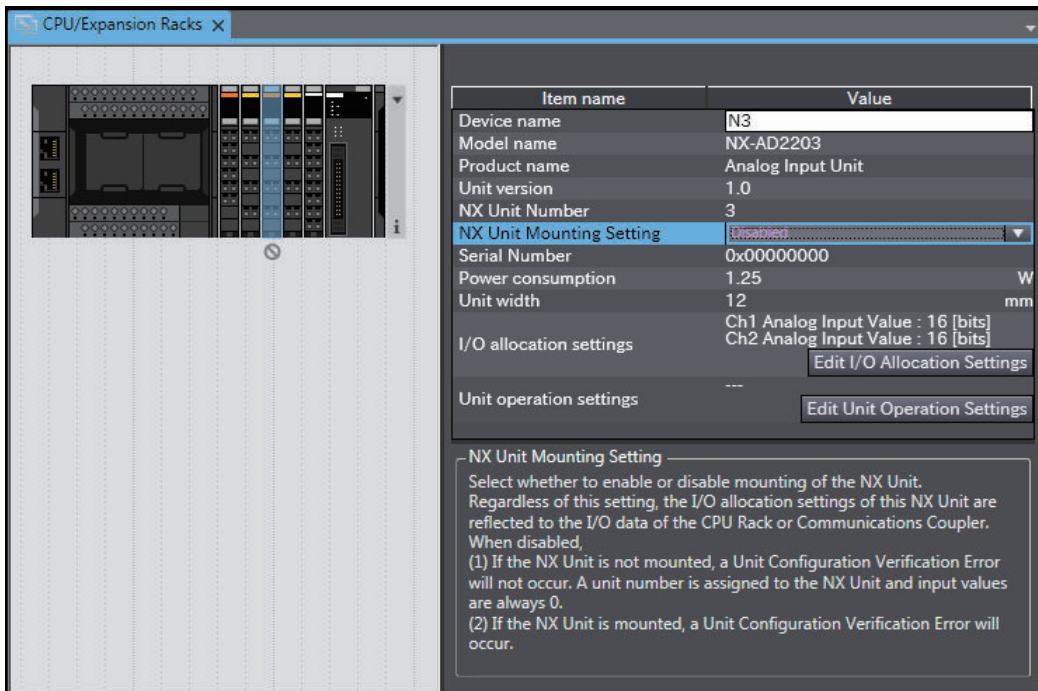 CPU/Expansion Racks
Item name Value
Device name N3
Model name NX-AD2203
Product name Analog Input Unit
Unit version 1.0
NX Unit Number 3
NX Unit Mounting Setting Disabled
Serial Number 0x00000000
Power consumption 1.25 W
Unit width 12 mm
I/O allocation settings
Ch1 Analog Input Value : 16 [bits]
Ch2 Analog Input Value : 16 [bits]
Edit I/O Allocation Settings
Unit operation settings
---
Edit Unit Operation Settings
NX Unit Mounting Setting
Select whether to enable or disable mounting of the NX Unit.
Regardless of this setting, the I/O allocation settings of this NX Unit are
reflected to the I/O data of the CPU Rack or Communications Coupler.
When disabled,
(1) If the NX Unit is not mounted, a Unit Configuration Verification Error
will not occur. A unit number is assigned to the NX Unit and input values
are always 0.
(2) If the NX Unit is mounted, a Unit Configuration Verification Error will
occur.